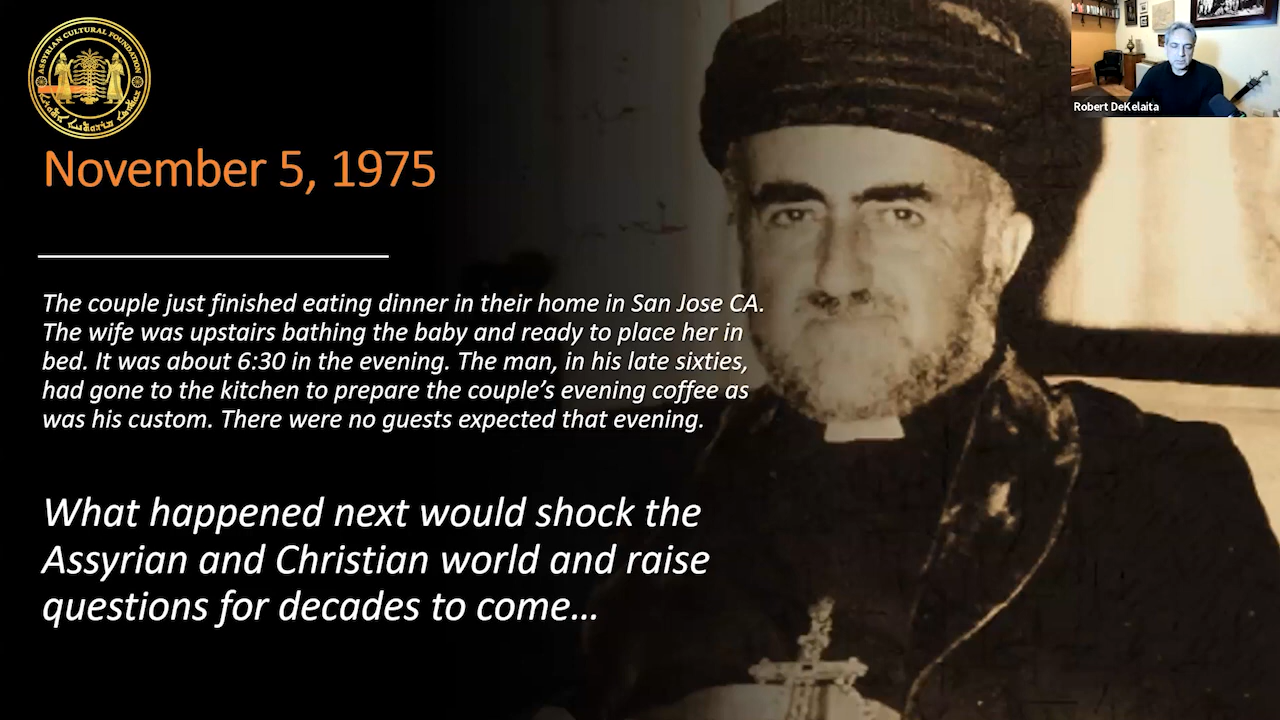 ASSYRIAN CULTURAL FOUNDATION
Robert DeKelaita
November 5, 1975
The couple just finished eating dinner in their home in San Jose CA.
The wife was upstairs bathing the baby and ready to place her in
bed. It was about 6:30 in the evening. The man, in his late sixties,
had gone to the kitchen to prepare the couple’s evening coffee as
was his custom. There were no guests expected that evening.
What happened next would shock the
Assyrian and Christian world and raise
questions for decades to come…